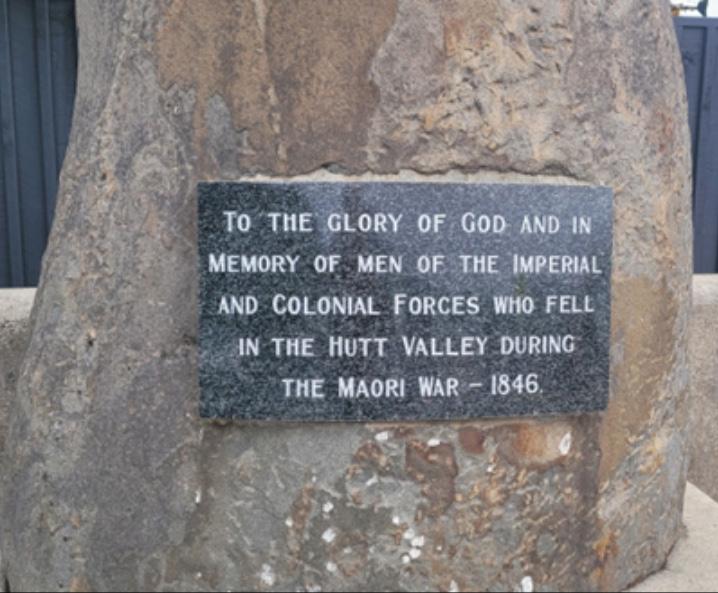 To the glory of God and in
memory of men of the Imperial
and Colonial Forces who fell
in the Hutt Valley during
the Maori War – 1846.